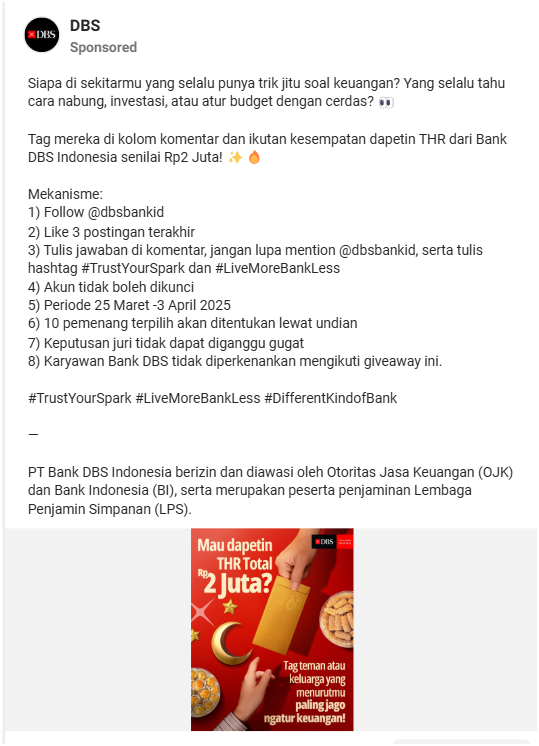 DBS
DBS
Sponsored
Siapa di sekitarmu yang selalu punya trik jitu soal keuangan? Yang selalu tahu
cara nabung, investasi, atau atur budget dengan cerdas? 👀
Tag mereka di kolom komentar dan ikutan kesempatan dapetin THR dari Bank
DBS Indonesia senilai Rp2 Juta! ✨ 🔥
Mekanisme:
1) Follow @dbsbankid
2) Like 3 postingan terakhir
3) Tulis jawaban di komentar, jangan lupa mention @dbsbankid, serta tulis
hashtag #TrustYourSpark dan #LiveMoreBankLess
4) Akun tidak boleh dikunci
5) Periode 25 Maret -3 April 2025
6) 10 pemenang terpilih akan ditentukan lewat undian
7) Keputusan juri tidak dapat diganggu gugat
8) Karyawan Bank DBS tidak diperkenankan mengikuti giveaway ini.
#TrustYourSpark #LiveMoreBankLess #DifferentKindofBank
—
PT Bank DBS Indonesia berizin dan diawasi oleh Otoritas Jasa Keuangan (OJK)
dan Bank Indonesia (BI), serta merupakan peserta penjaminan Lembaga
Penjamin Simpanan (LPS).
DBS
Mau dapetin
THR Total
Rp2 Juta?
Tag teman atau
keluarga yang
menurutmu
paling jago
ngatur keuangan!